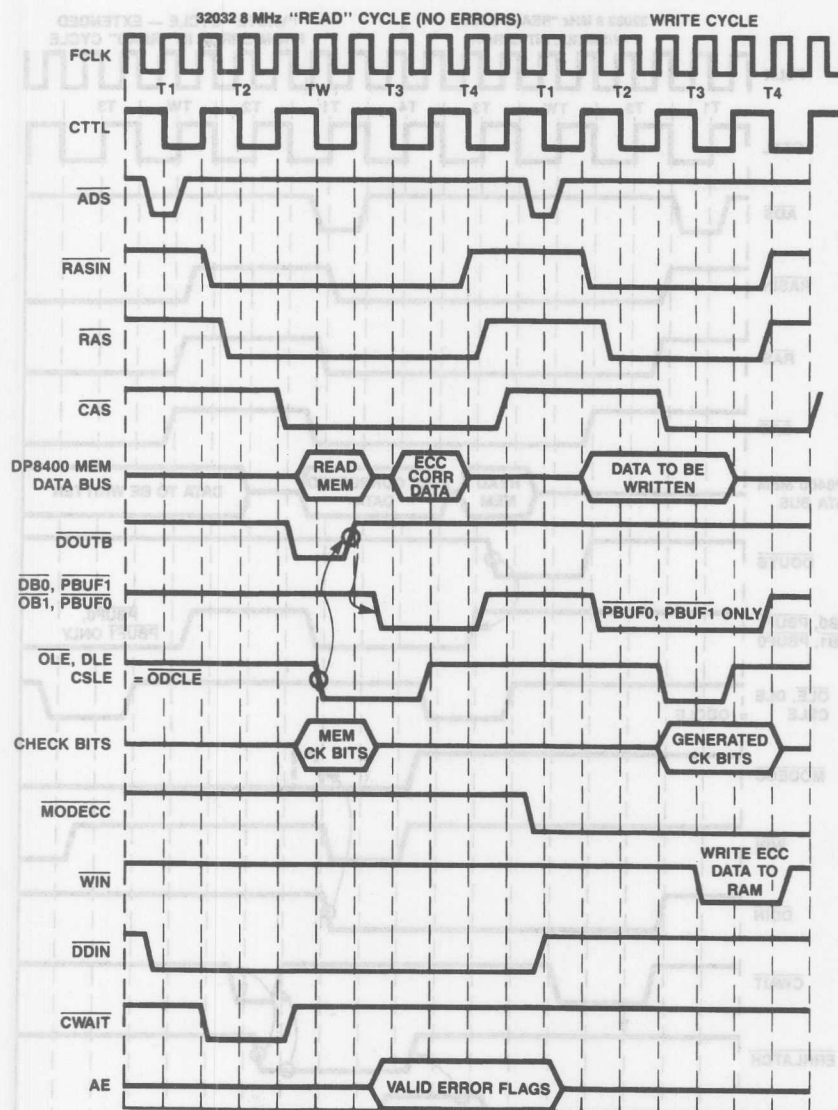 32032 8 MHz "READ" CYCLE (NO ERRORS) WRITE CYCLE
FCLK
T1 T2 TW T3 T4 T1 T2 T3 T4
CTTL
ADS
RASIN
RAS
CAS
DP8400 MEM
DATA BUS
READ
MEM
ECC
CORR
DATA
DATA TO BE
WRITTEN
DOUTB
DB0, PBUF1
OB1, PBUF0
PBUF0, PBUF1 ONLY
OLE, DLE
CSLE = ODCLE
CHECK BITS
MEM
CK BITS
GENERATED
CK BITS
MODECC
WIN
WRITE ECC
DATA TO
RAM
DDIN
CWAIT
AE
VALID ERROR FLAGS